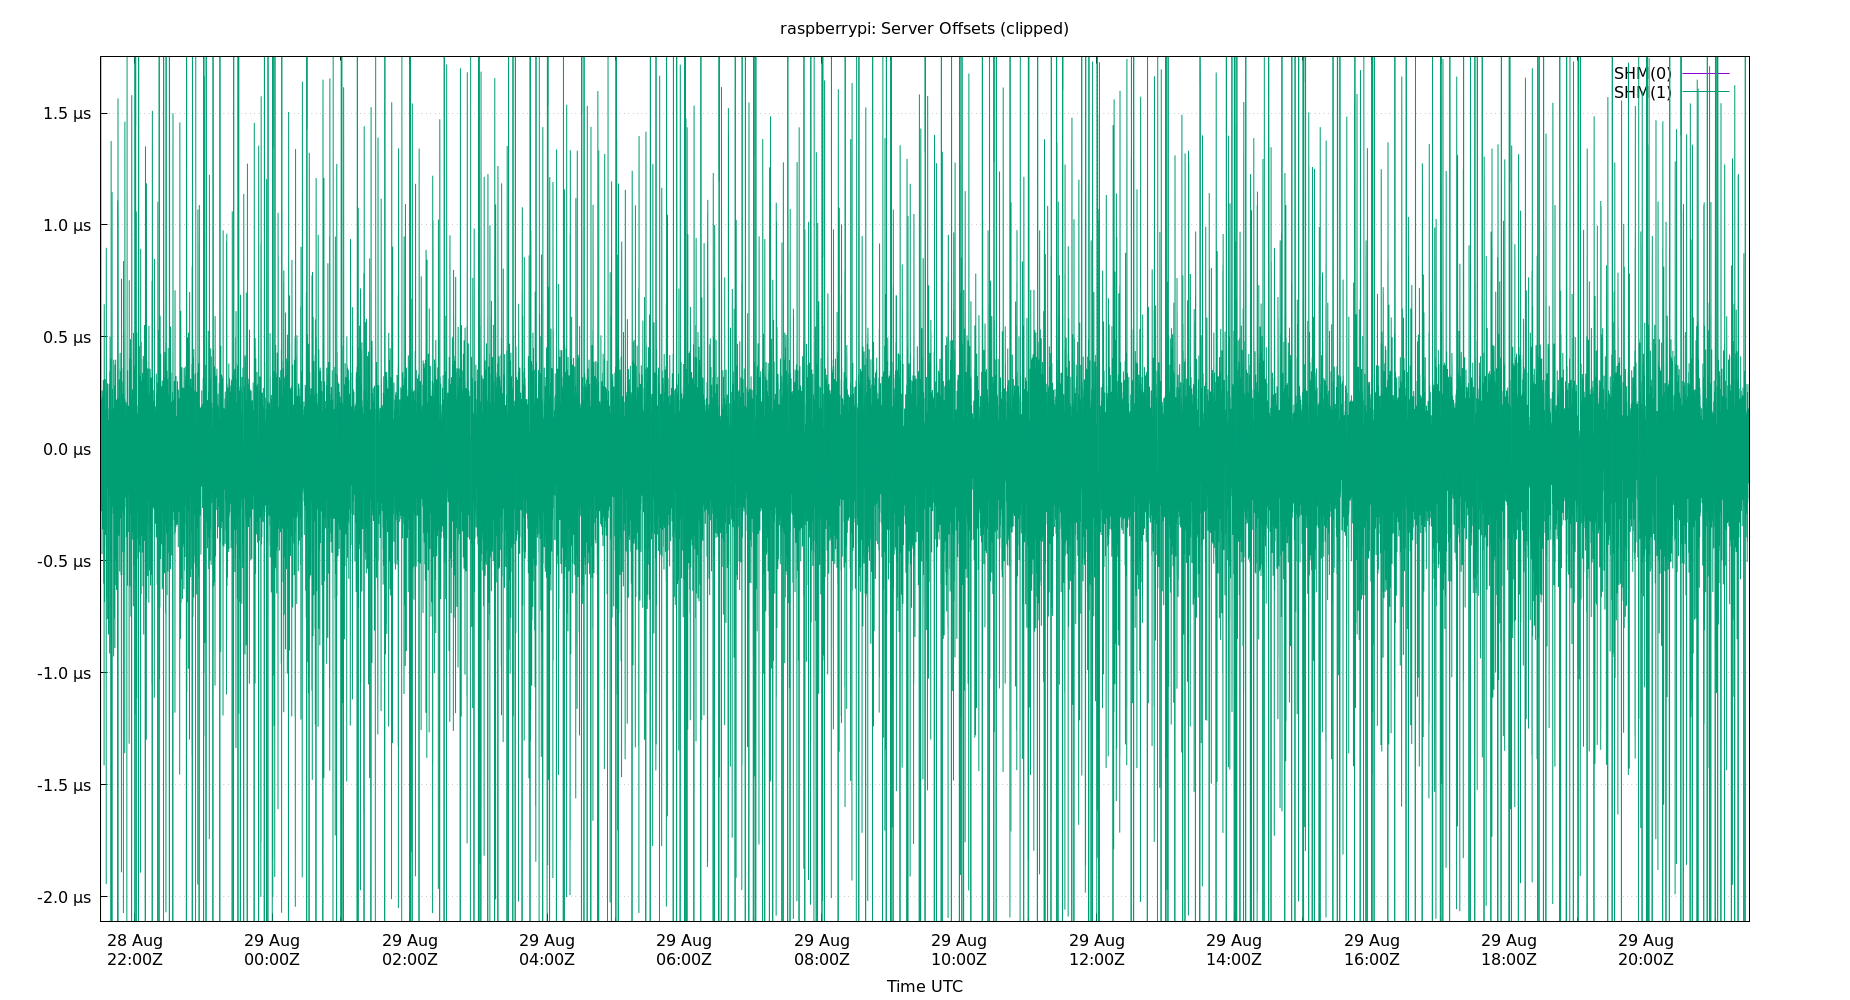 raspberrypi: Server Offsets (clipped)
SHM(0)
SHM(1)
1.5 µs
1.0 µs
0.5 µs
0.0 µs
-0.5 µs
-1.0 µs
-1.5 µs
-2.0 µs
28 Aug 29 Aug 29 Aug 29 Aug 29 Aug 29 Aug 29 Aug 29 Aug 29 Aug 29 Aug 29 Aug 29 Aug
22:00Z 00:00Z 02:00Z 04:00Z 06:00Z 08:00Z 10:00Z 12:00Z 14:00Z 16:00Z 18:00Z 20:00Z
Time UTC